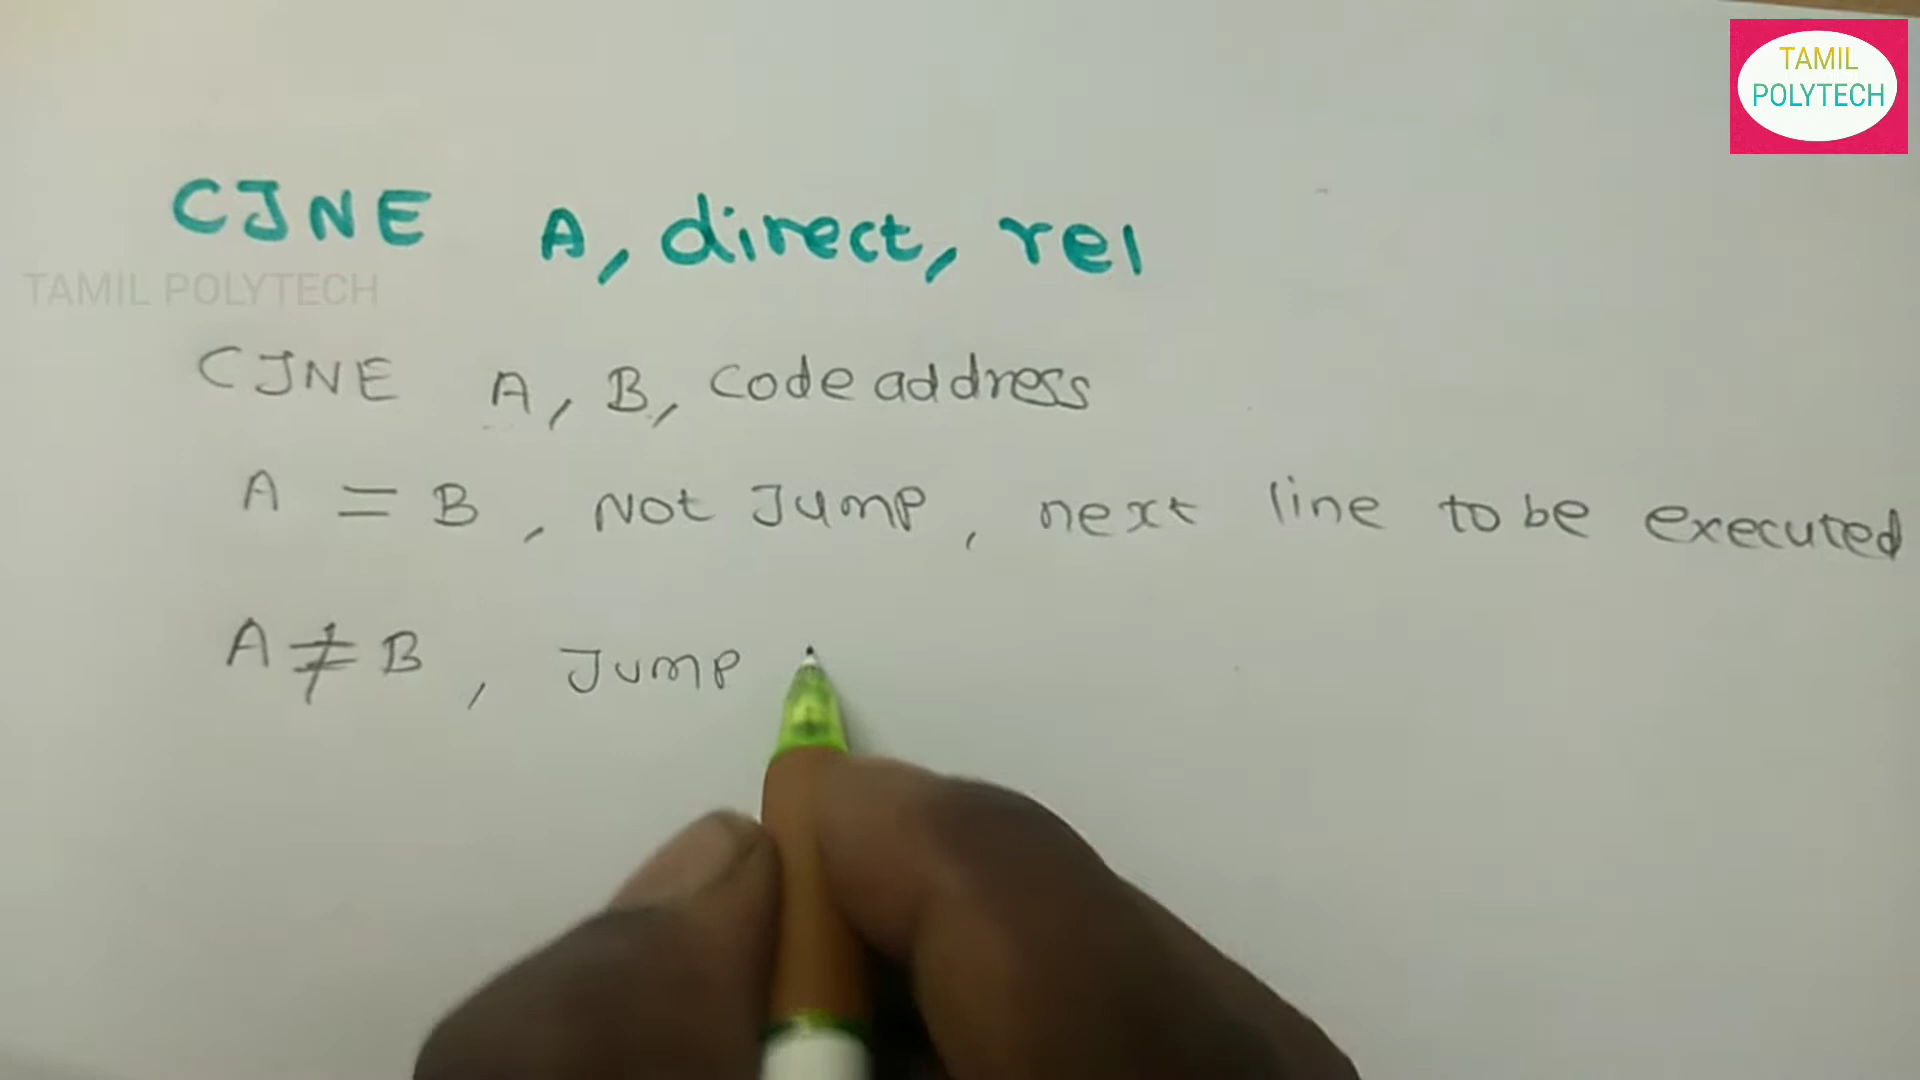 TAMIL
POLYTECH
CJNE A, direct, rel
TAMIL POLYTECH
CJNE A, B, Code address
A = B, Not Jump, next line to be executed
A ≠ B, Jump